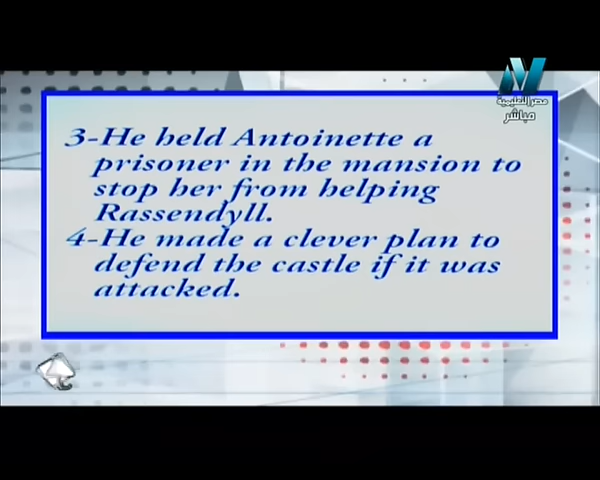 مصر التعليمية
مباشر
3-He held Antoinette a
prisoner in the mansion to
stop her from helping
Rassendyll.
4-He made a clever plan to
defend the castle if it was
attacked.